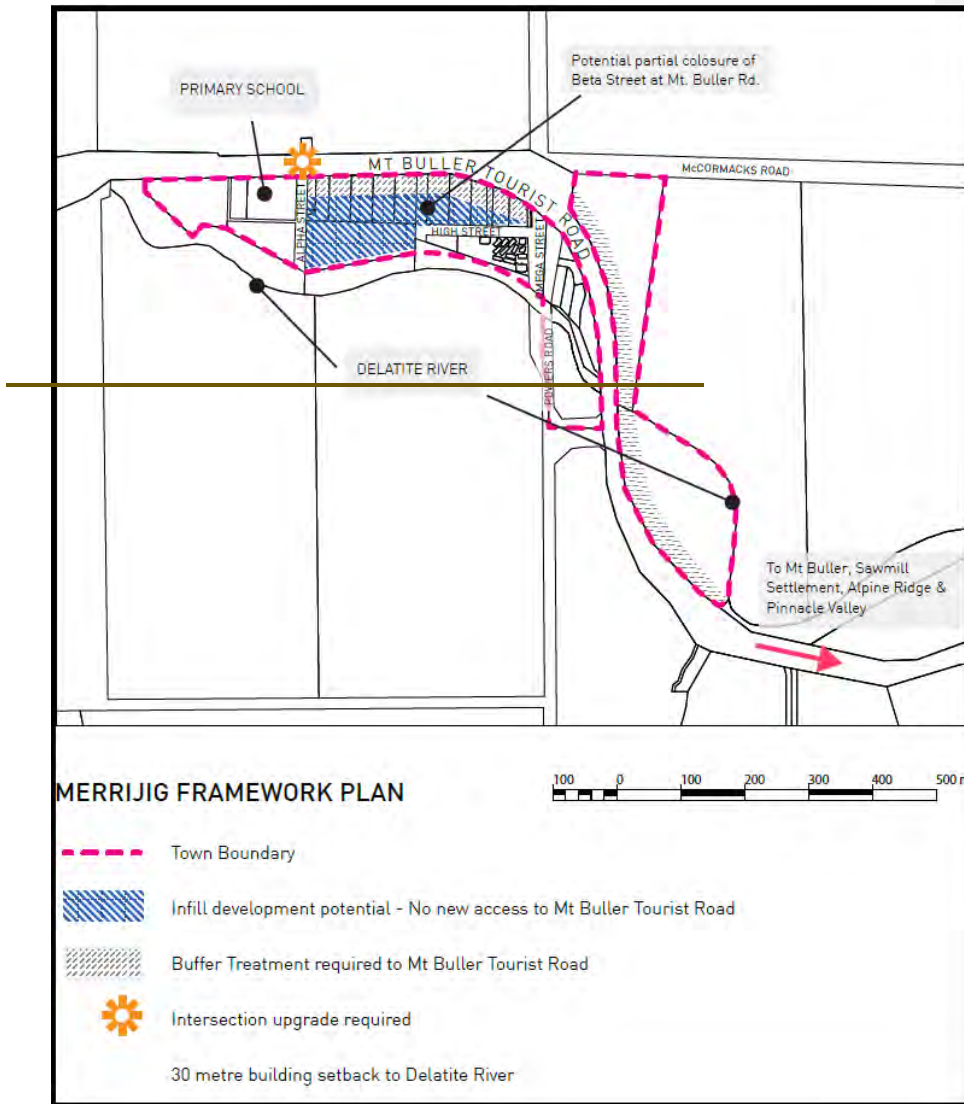 Potential partial colosure of
Beta Street at Mt. Buller Rd.
PRIMARY SCHOOL
MT BULLER TOURIST ROAD
McCORMACKS ROAD
ALPHA STREET
HIGH STREET
OMEGA STREET
DELATITE RIVER
POWERS ROAD
To Mt Buller, Sawmill
Settlement, Alpine Ridge &
Pinnacle Valley
MERRIJIG FRAMEWORK PLAN
100 0 100 200 300 400 500 m
Town Boundary
Infill development potential - No new access to Mt Buller Tourist Road
Buffer Treatment required to Mt Buller Tourist Road
Intersection upgrade required
30 metre building setback to Delatite River